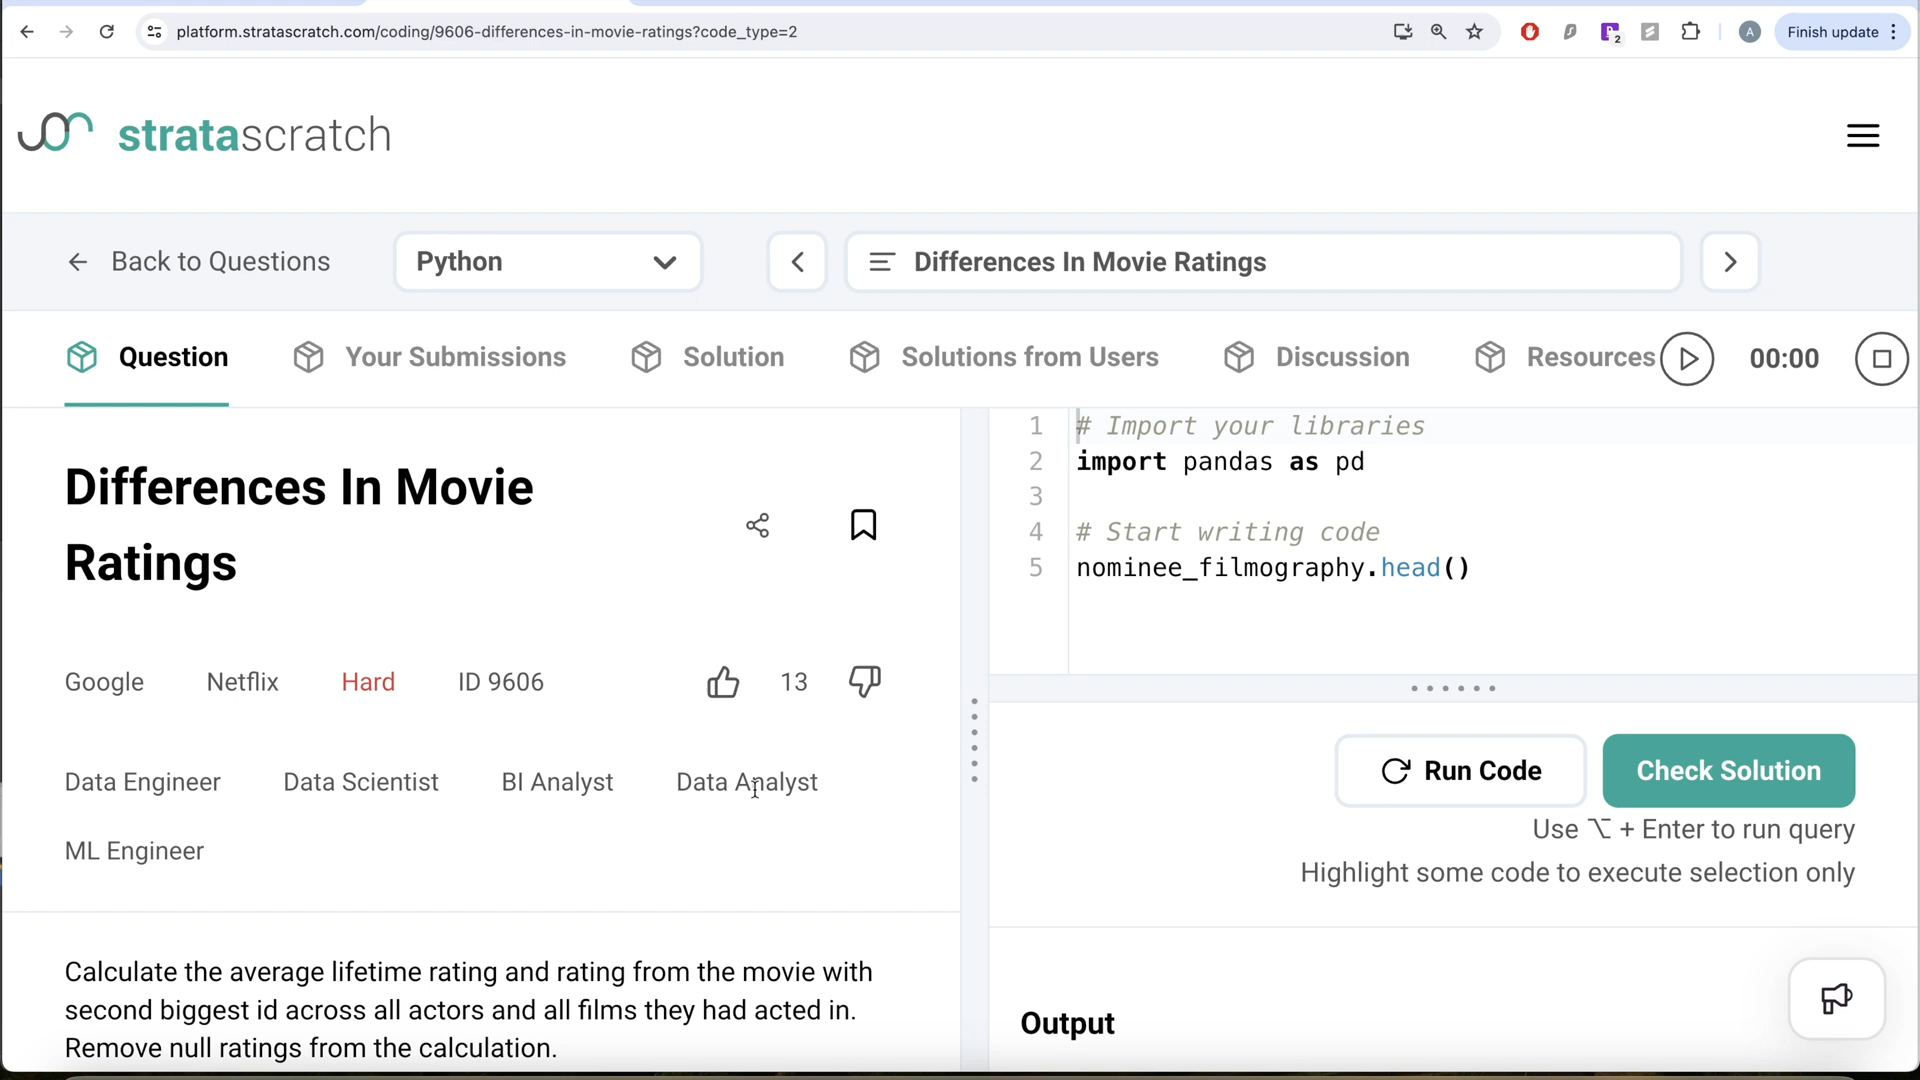 platform.stratascratch.com/coding/9606-differences-in-movie-ratings?code_type=2
2
A
Finish update
stratascratch
Back to Questions
Python
Differences In Movie Ratings
Question
Your Submissions
Solution
Solutions from Users
Discussion
Resources
00:00
Differences In Movie
Ratings
Google
Netflix
Hard
ID 9606
13
Data Engineer
Data Scientist
BI Analyst
Data Analyst
ML Engineer
Calculate the average lifetime rating and rating from the movie with
second biggest id across all actors and all films they had acted in.
Remove null ratings from the calculation.
1 # Import your libraries
2 import pandas as pd
3
4 # Start writing code
5 nominee_filmography.head()
Run Code
Check Solution
Use ⌥ + Enter to run query
Highlight some code to execute selection only
Output